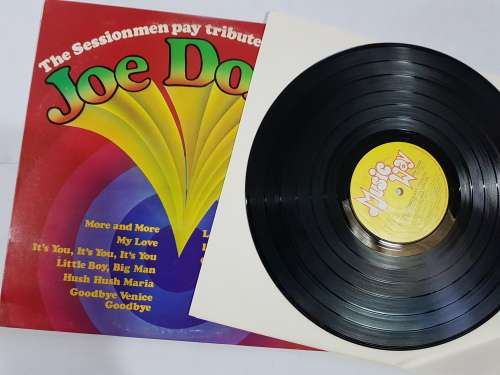 The Sessionmen pay tribute
Joe Do
More and More
My Love
It's You, It's You, It's You
Little Boy, Big Man
Hush Hush Maria
Goodbye Venice
Goodbye
Music
Way